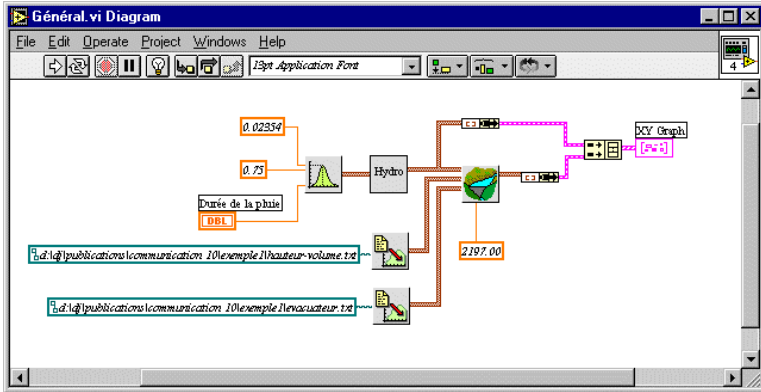 Général.vi Diagram
File Edit Operate Project Windows Help
13pt Application Font
4
0.02354
XY Graph
0.75
Hydro
Durée de la pluie
DBL
2197.00
d:\dj\publications\communication 10\exemple1\hauteur-volume.txt
d:\dj\publications\communication 10\exemple1\evacuateur.txt